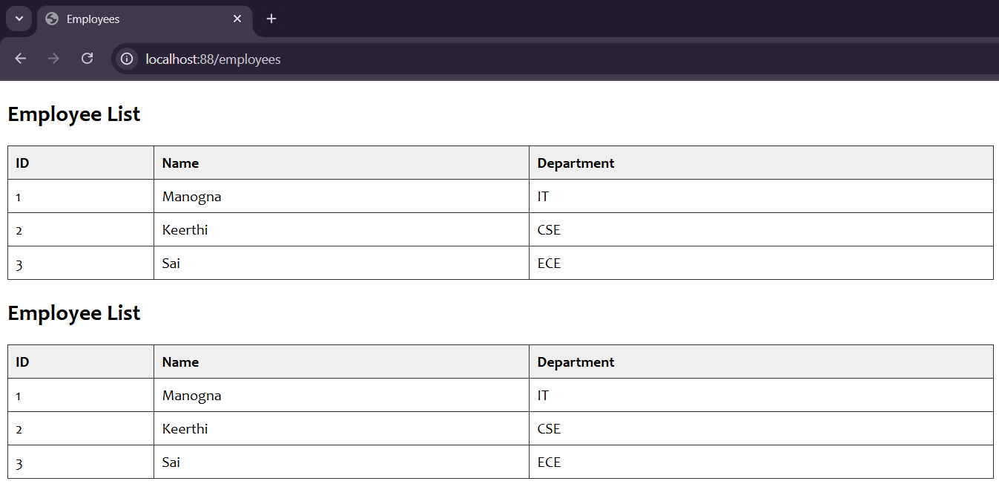 Employees
localhost:88/employees
Employee List
ID Name Department
1 Manogna IT
2 Keerthi CSE
3 Sai ECE
Employee List
ID Name Department
1 Manogna IT
2 Keerthi CSE
3 Sai ECE